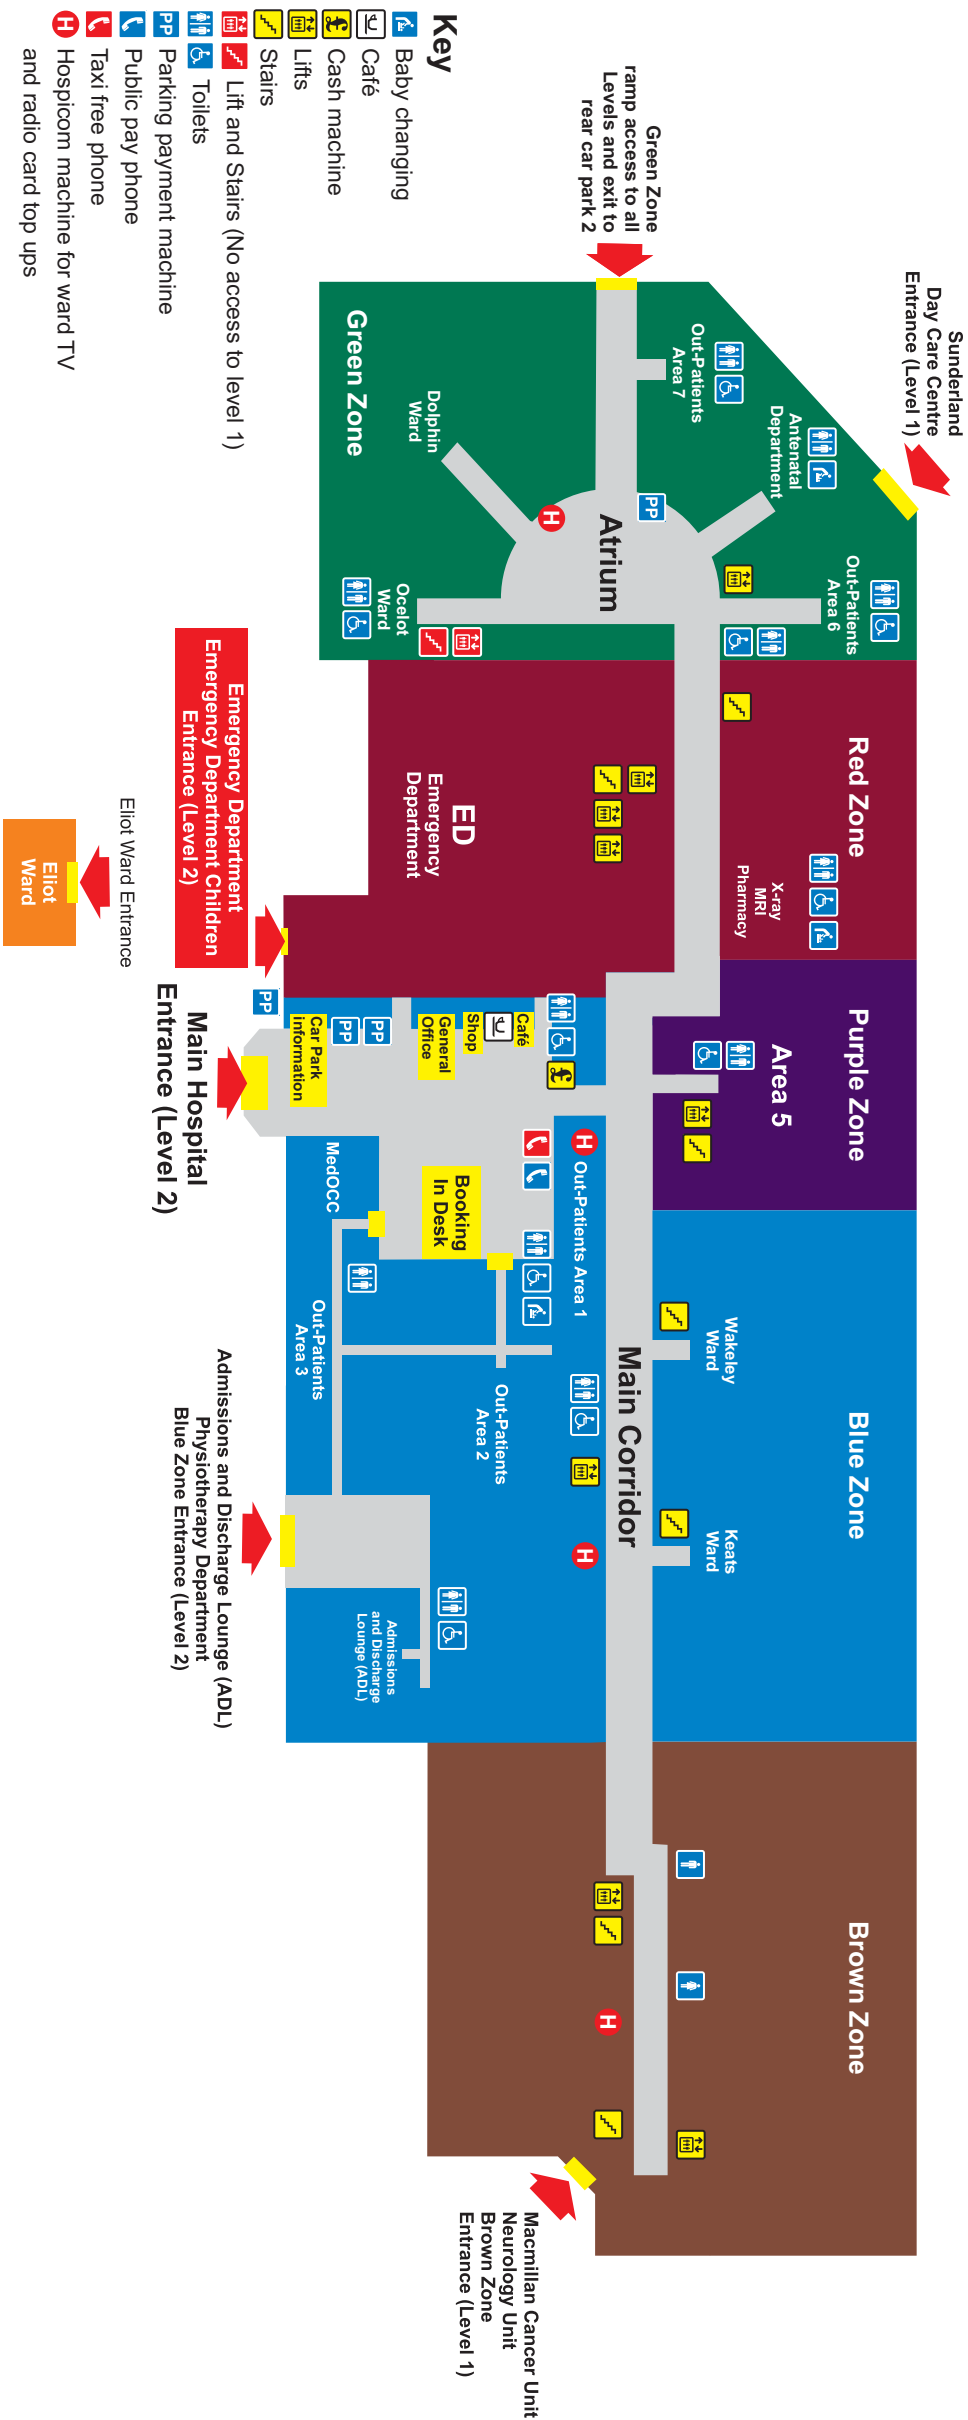 Key
Baby changing
Café
£
Cash machine
Lifts
Stairs
Lift and Stairs (No access to level 1)
Toilets
PP
Parking payment machine
Public pay phone
Taxi free phone
H
Hospicom machine for ward TV
and radio card top ups
Green Zone
ramp access to all
Levels and exit to
rear car park 2
Sunderland
Day Care Centre
Entrance (Level 1)
Green Zone
Out-Patients
Area 7
Antenatal
Department
Out-Patients
Area 6
Dolphin
Ward
Atrium
PP
H
Ocelot
Ward
Red Zone
ED
Emergency
Department
X-ray
MRI
Pharmacy
Emergency Department
Emergency Department Children
Entrance (Level 2)
Eliot Ward Entrance
Eliot
Ward
Main Hospital
Entrance (Level 2)
PP
Car Park
information
PP
PP
General
Office
Shop
Café
£
Purple Zone
Area 5
MedOCC
Booking
In Desk
H
Out-Patients Area 1
Out-Patients
Area 2
Out-Patients
Area 3
Main Corridor
Blue Zone
Wakeley
Ward
Keats
Ward
H
Admissions
and Discharge
Lounge (ADL)
Admissions and Discharge Lounge (ADL)
Physiotherapy Department
Blue Zone Entrance (Level 2)
Brown Zone
H
Macmillan Cancer Unit
Neurology Unit
Brown Zone
Entrance (Level 1)